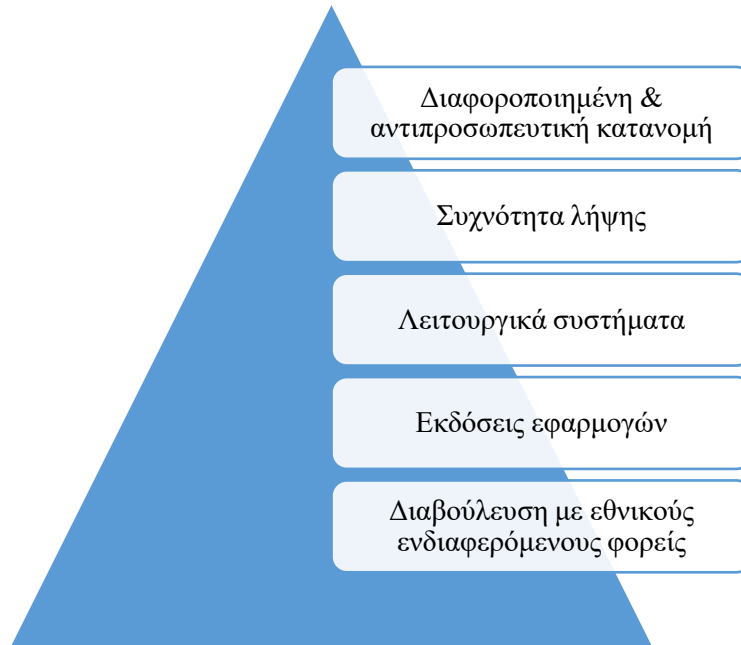 Διαφοροποιημένη &
αντιπροσωπευτική κατανομή
Συχνότητα λήψης
Λειτουργικά συστήματα
Εκδόσεις εφαρμογών
Διαβούλευση με εθνικούς
ενδιαφερόμενους φορείς